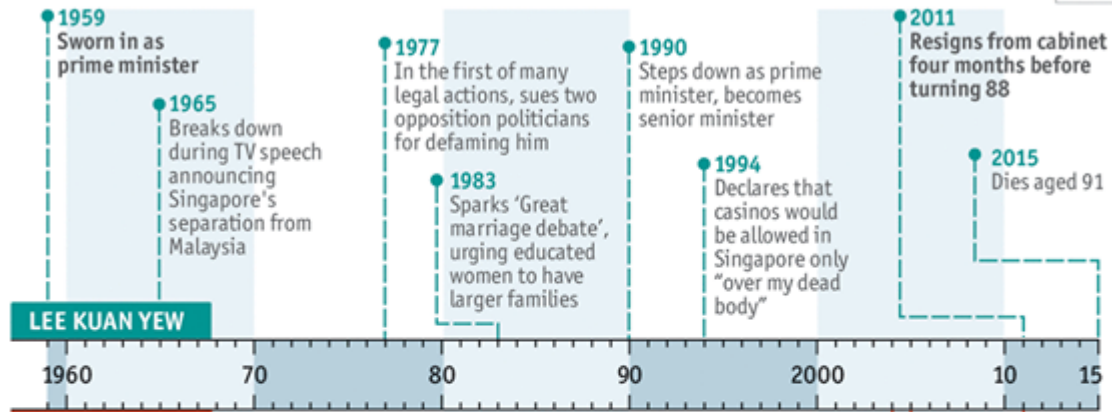 1959
Sworn in as
prime minister
1965
Breaks down
during TV speech
announcing
Singapore's
separation from
Malaysia
1977
In the first of many
legal actions, sues two
opposition politicians
for defaming him
1983
Sparks ‘Great
marriage debate’,
urging educated
women to have
larger families
1990
Steps down as prime
minister, becomes
senior minister
1994
Declares that
casinos would
be allowed in
Singapore only
“over my dead
body”
2011
Resigns from cabinet
four months before
turning 88
2015
Dies aged 91
LEE KUAN YEW
1960 70 80 90 2000 10 15